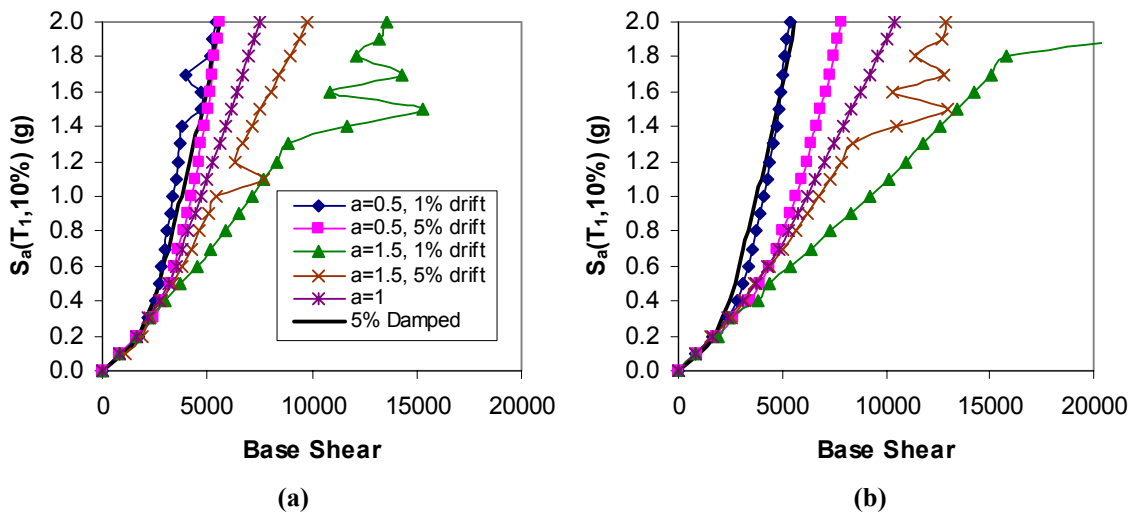 2.0
1.8
1.6
1.4
1.2
1.0
0.8
0.6
0.4
0.2
0.0
Sa(T1,10%) (g)
a=0.5, 1% drift
a=0.5, 5% drift
a=1.5, 1% drift
a=1.5, 5% drift
a=1
5% Damped
0 5000 10000 15000 20000
Base Shear
(a)
2.0
1.8
1.6
1.4
1.2
1.0
0.8
0.6
0.4
0.2
0.0
Sa(T1,10%) (g)
0 5000 10000 15000 20000
Base Shear
(b)